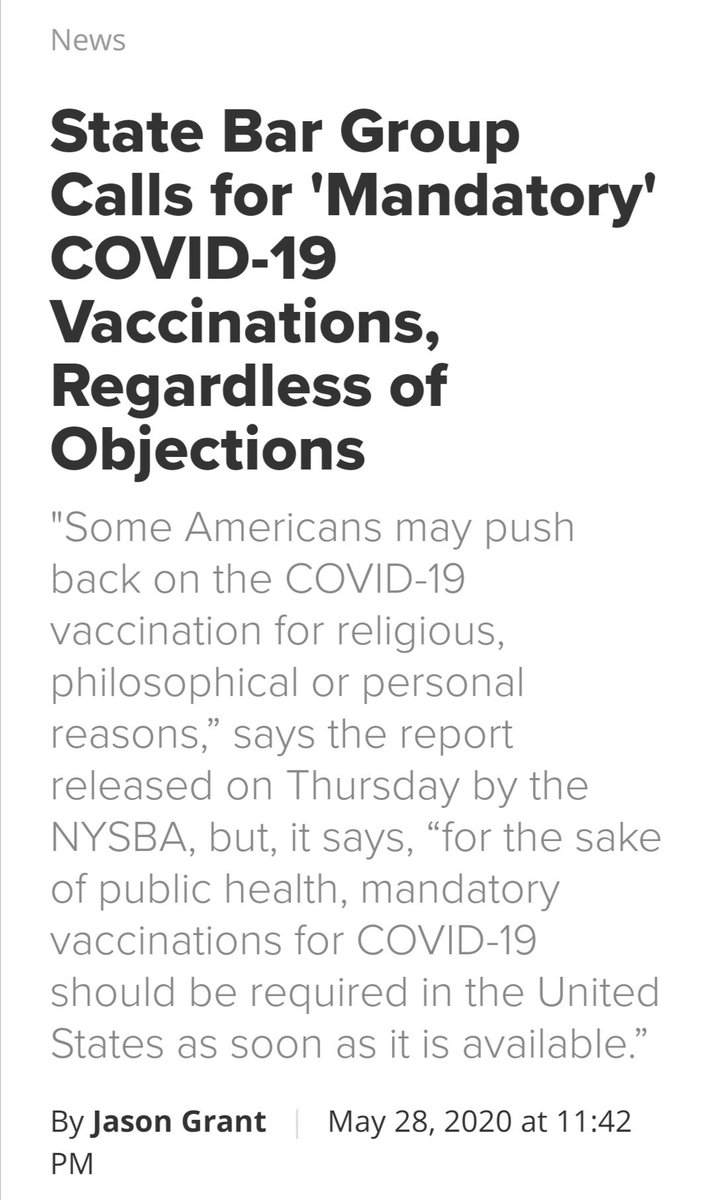 News
State Bar Group
Calls for 'Mandatory'
COVID-19
Vaccinations,
Regardless of
Objections
"Some Americans may push
back on the COVID-19
vaccination for religious,
philosophical or personal
reasons,” says the report
released on Thursday by the
NYSBA, but, it says, “for the sake
of public health, mandatory
vaccinations for COVID-19
should be required in the United
States as soon as it is available.”
By Jason Grant | May 28, 2020 at 11:42
PM